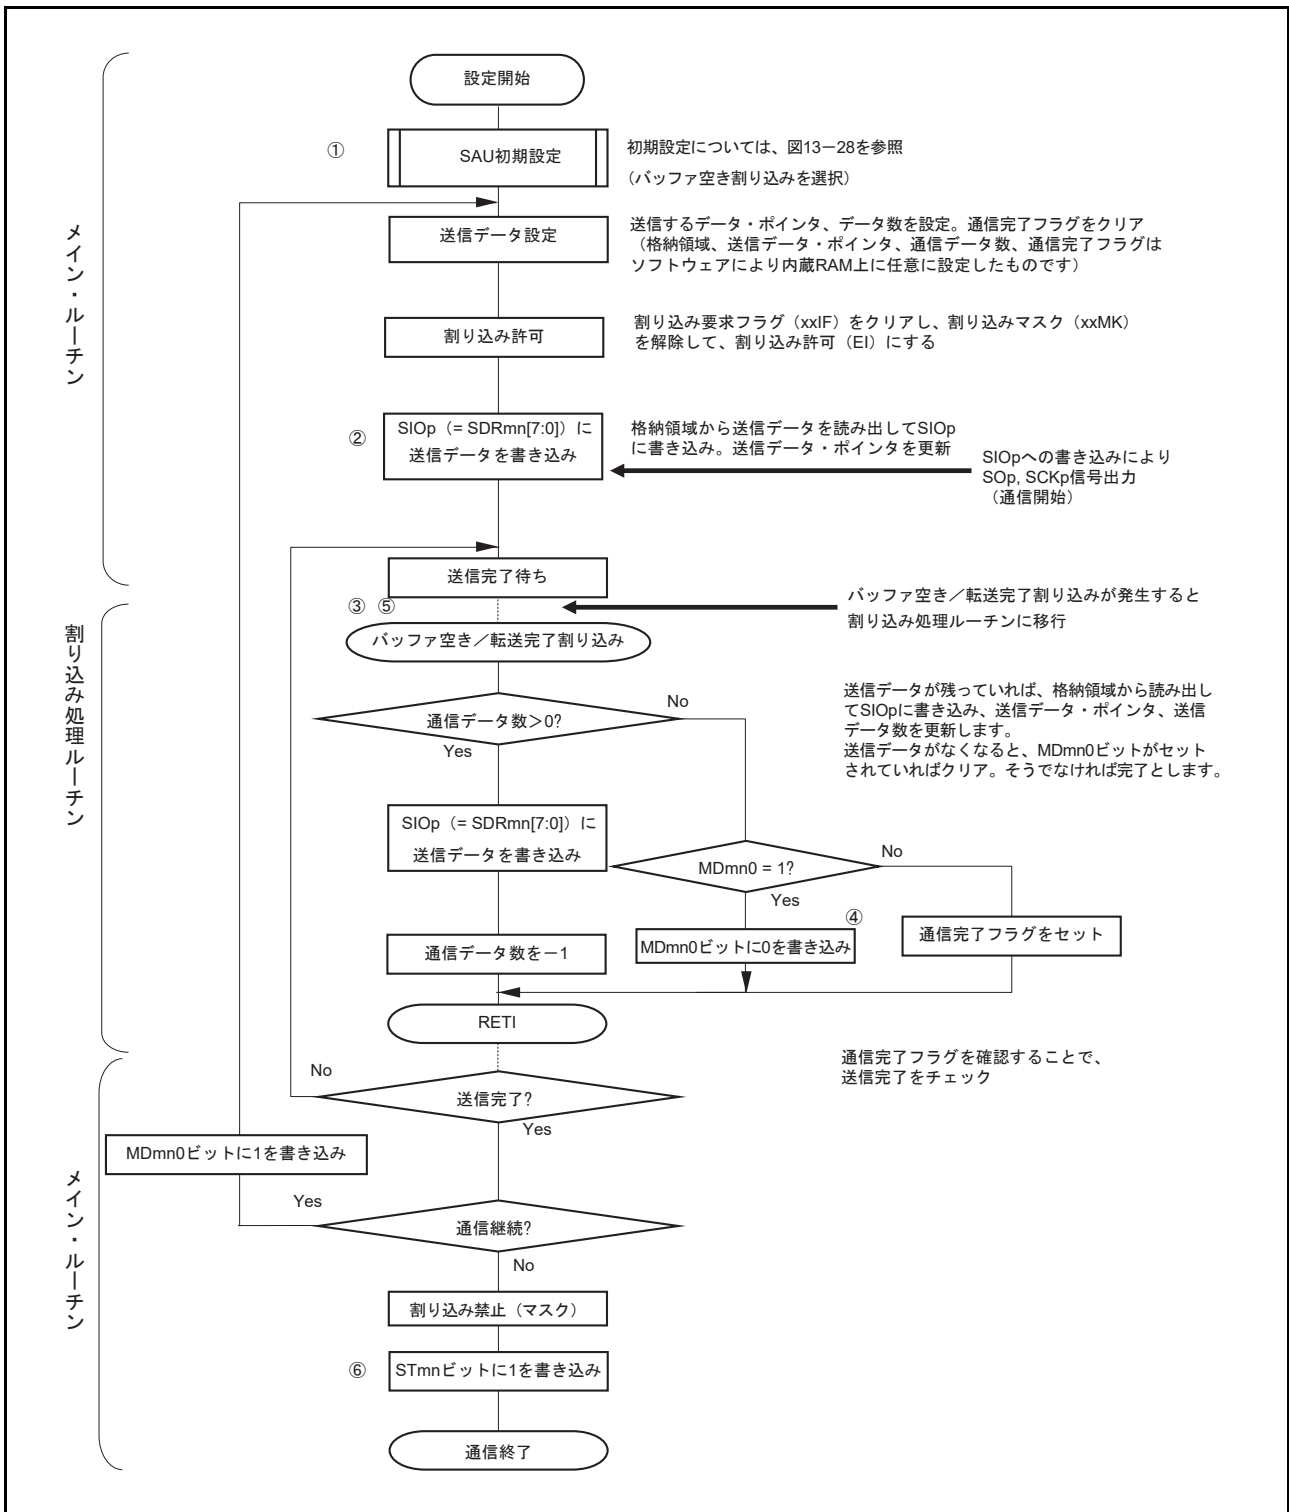 設定開始
①
SAU初期設定
初期設定については、図13－28を参照
（バッファ空き割り込みを選択）
メイン・ルーチン
送信データ設定
送信するデータ・ポインタ、データ数を設定。通信完了フラグをクリア
（格納領域、送信データ・ポインタ、通信データ数、通信完了フラグは
ソフトウェアにより内蔵RAM上に任意に設定したものです）
割り込み許可
割り込み要求フラグ（xxIF）をクリアし、割り込みマスク（xxMK）
を解除して、割り込み許可（EI）にする
②
SIOp（= SDRmn[7:0]）に
送信データを書き込み
格納領域から送信データを読み出してSIOp
に書き込み。送信データ・ポインタを更新
SIOpへの書き込みにより
SOp, SCKp信号出力
（通信開始）
送信完了待ち
③ ⑤
バッファ空き／転送完了割り込みが発生すると
割り込み処理ルーチンに移行
割り込み処理ルーチン
バッファ空き／転送完了割り込み
通信データ数＞0?
No
Yes
送信データが残っていれば、格納領域から読み出し
てSIOpに書き込み、送信データ・ポインタ、送信
データ数を更新します。
送信データがなくなると、MDmn0ビットがセット
されていればクリア。そうでなければ完了とします。
SIOp（= SDRmn[7:0]）に
送信データを書き込み
MDmn0 = 1?
No
Yes
④
通信データ数を－1
MDmn0ビットに0を書き込み
通信完了フラグをセット
RETI
通信完了フラグを確認することで、
送信完了をチェック
No
送信完了?
Yes
MDmn0ビットに1を書き込み
メイン・ルーチン
Yes
通信継続?
No
割り込み禁止（マスク）
⑥
STmnビットに1を書き込み
通信終了